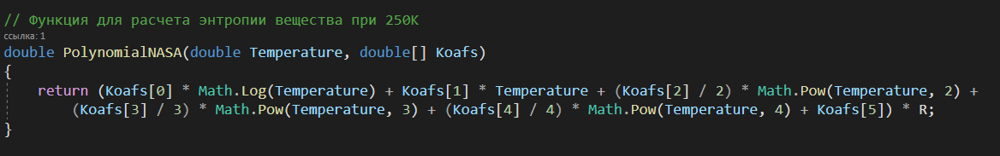 // Функция для расчета энтропии вещества при 250К
ссылка: 1
double PolynomialNASA(double Temperature, double[] Koafs)
{
return (Koafs[0] * Math.Log(Temperature) + Koafs[1] * Temperature + (Koafs[2] / 2) * Math.Pow(Temperature, 2) +
(Koafs[3] / 3) * Math.Pow(Temperature, 3) + (Koafs[4] / 4) * Math.Pow(Temperature, 4) + Koafs[5]) * R;
}